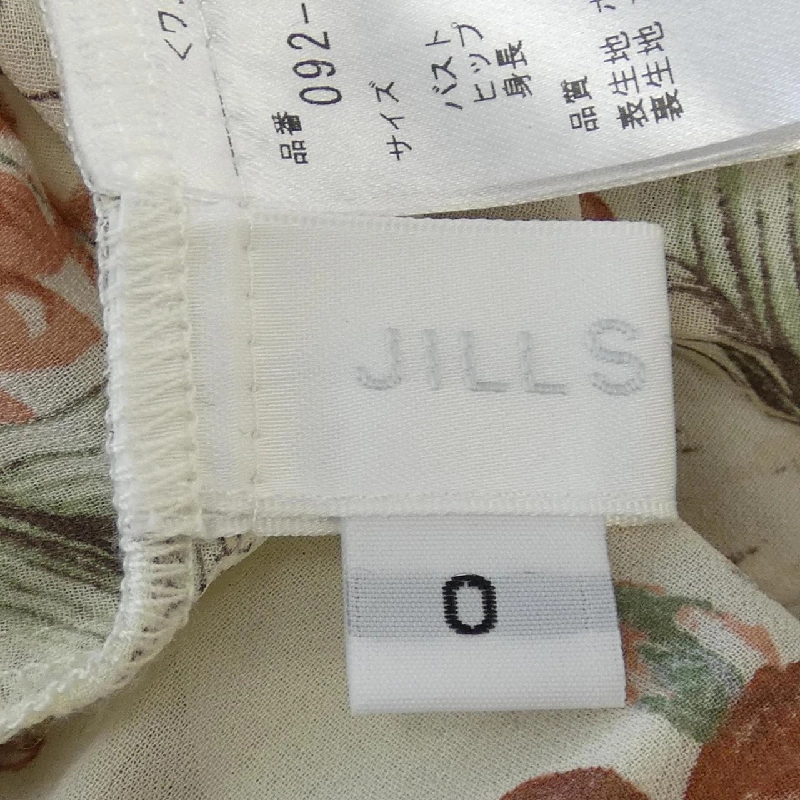 <ワ
品番 092-
サイズ
バスト
ヒップ
身長
品質
表生地
裏生地
JILLS
0